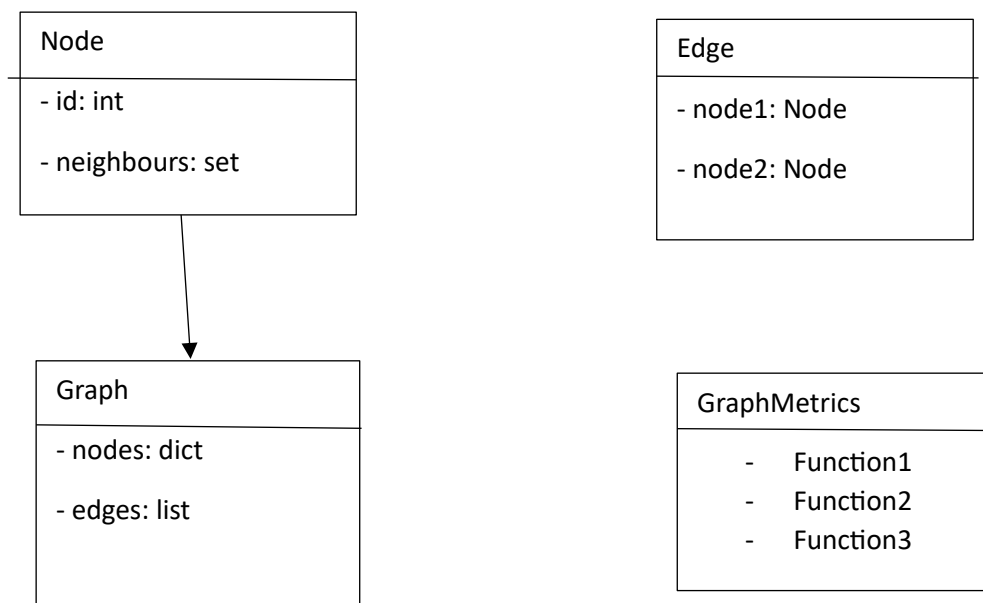 Node
- id: int
- neighbours: set
Edge
- node1: Node
- node2: Node
Graph
- nodes: dict
- edges: list
GraphMetrics
- Function1
- Function2
- Function3